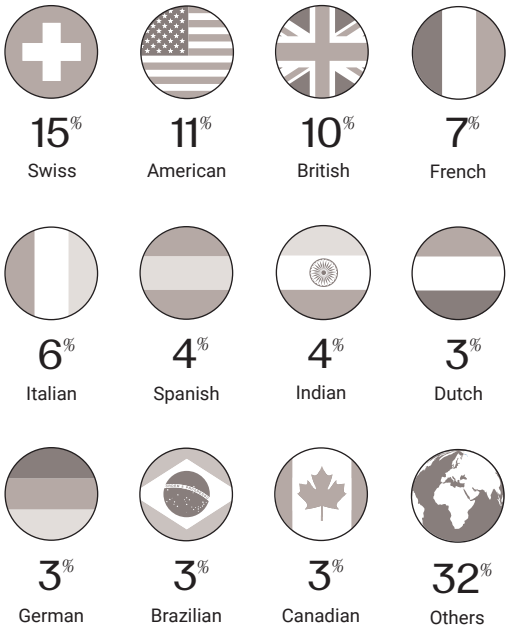 15% 11% 10% 7%
Swiss American British French
6% 4% 4% 3%
Italian Spanish Indian Dutch
3% 3% 3% 32%
German Brazilian Canadian Others